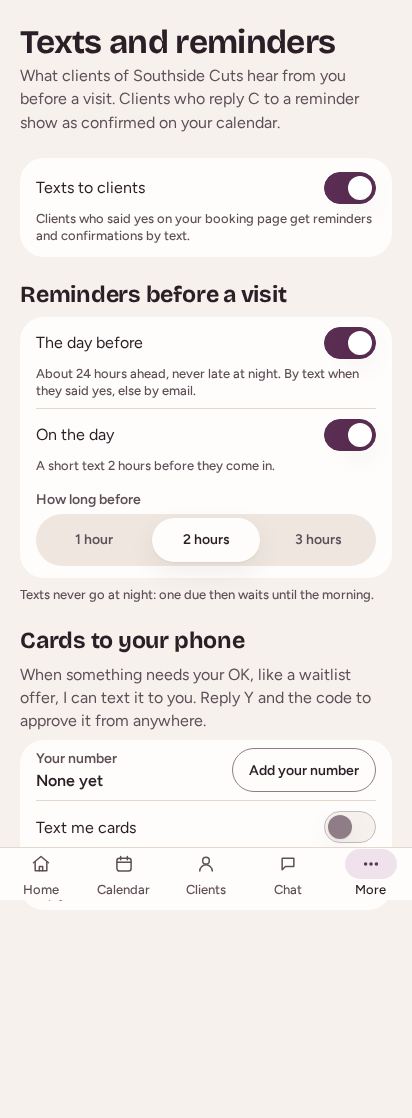 Texts and reminders
What clients of Southside Cuts hear from you
before a visit. Clients who reply C to a reminder
show as confirmed on your calendar.
Texts to clients
Clients who said yes on your booking page get reminders
and confirmations by text.
Reminders before a visit
The day before
About 24 hours ahead, never late at night. By text when
they said yes, else by email.
On the day
A short text 2 hours before they come in.
How long before
1 hour
2 hours
3 hours
Texts never go at night: one due then waits until the morning.
Cards to your phone
When something needs your OK, like a waitlist
offer, I can text it to you. Reply Y and the code to
approve it from anywhere.
Your number
None yet
Add your number
Text me cards
Home
Calendar
Clients
Chat
More